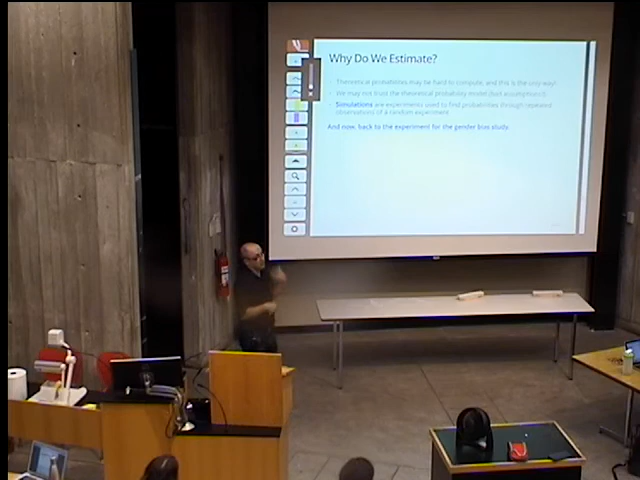 Why Do We Estimate?
Theoretical probabilities may be hard to compute, and this is the only way!
We may not trust the theoretical probability model (bad assumptions!).
Simulations are experiments used to find probabilities through repeated
observations of a random experiment.
And now, back to the experiment for the gender bias study.